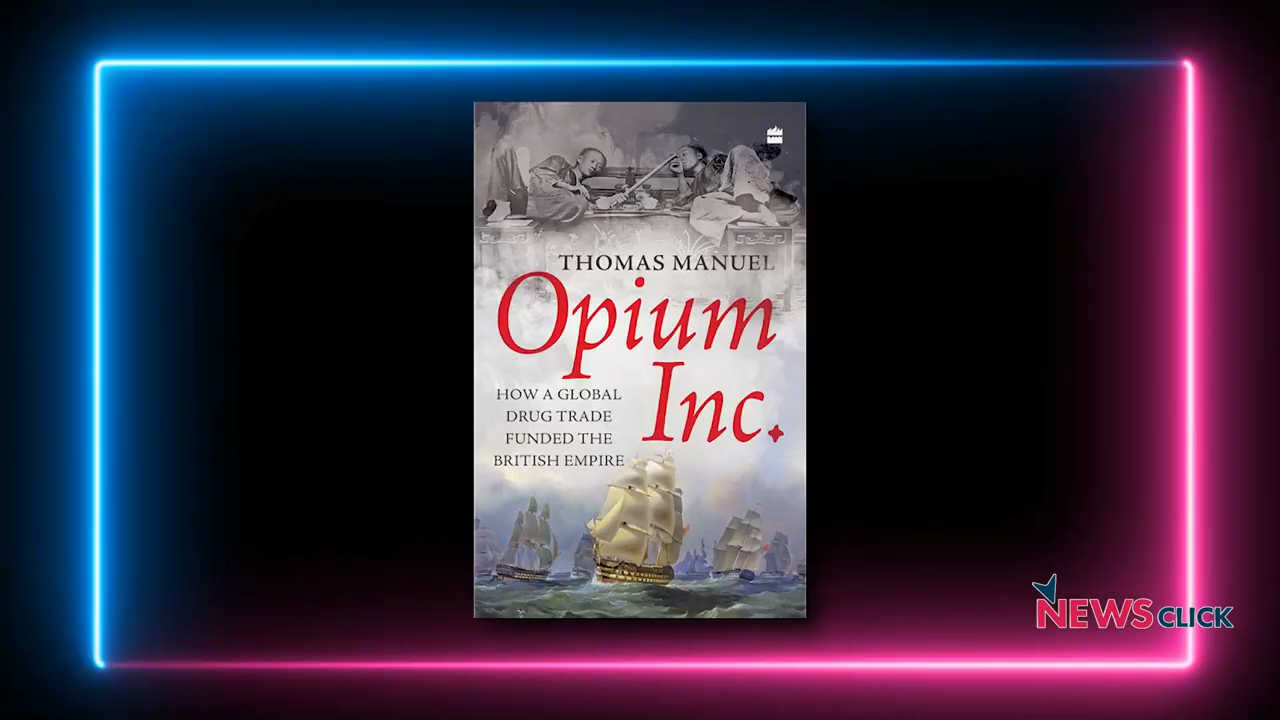 THOMAS MANUEL
Opium
Inc.
HOW A GLOBAL
DRUG TRADE
FUNDED THE
BRITISH EMPIRE
NEWSCLICK